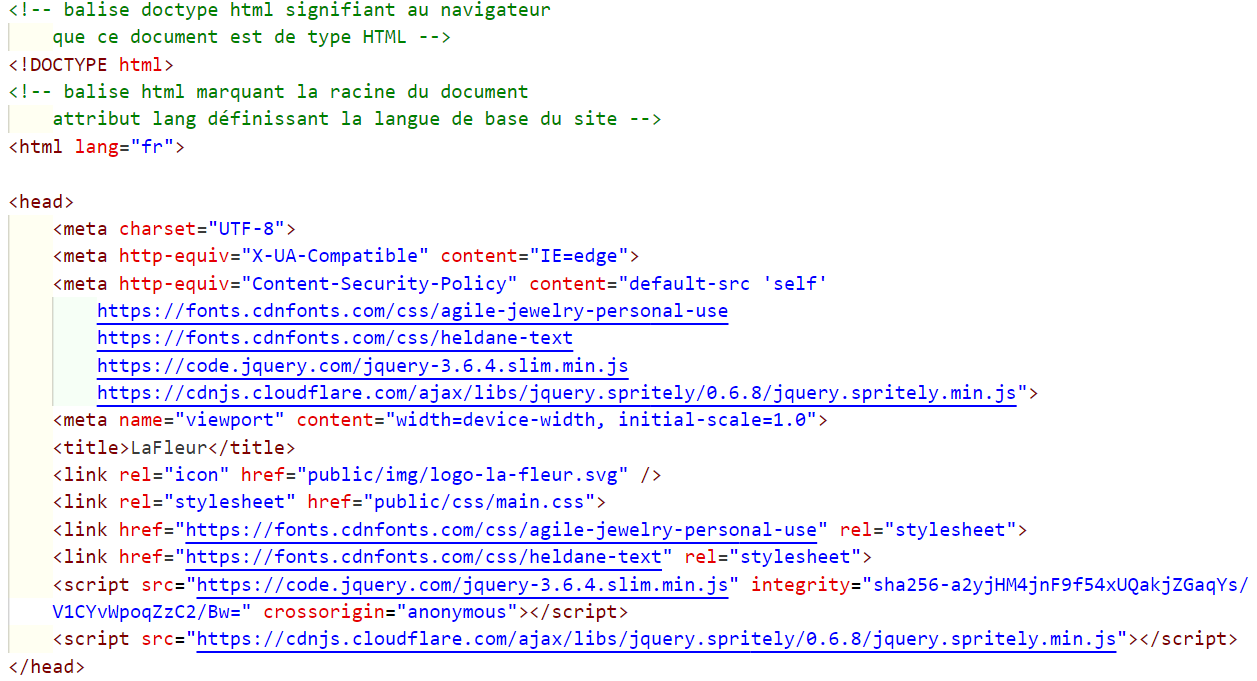 <!-- balise doctype html signifiant au navigateur
que ce document est de type HTML -->
<!DOCTYPE html>
<!-- balise html marquant la racine du document
attribut lang définissant la langue de base du site -->
<html lang="fr">
<head>
<meta charset="UTF-8">
<meta http-equiv="X-UA-Compatible" content="IE=edge">
<meta http-equiv="Content-Security-Policy" content="default-src 'self'
https://fonts.cdnfonts.com/css/agile-jewelry-personal-use
https://fonts.cdnfonts.com/css/heldane-text
https://code.jquery.com/jquery-3.6.4.slim.min.js
https://cdnjs.cloudflare.com/ajax/libs/jquery.spritely/0.6.8/jquery.spritely.min.js">
<meta name="viewport" content="width=device-width, initial-scale=1.0">
<title>LaFleur</title>
<link rel="icon" href="public/img/logo-la-fleur.svg" />
<link rel="stylesheet" href="public/css/main.css">
<link href="https://fonts.cdnfonts.com/css/agile-jewelry-personal-use" rel="stylesheet">
<link href="https://fonts.cdnfonts.com/css/heldane-text" rel="stylesheet">
<script src="https://code.jquery.com/jquery-3.6.4.slim.min.js" integrity="sha256-a2yjHM4jnF9f54xUQakjZGaqYs/
V1CYvWpoqZzC2/Bw=" crossorigin="anonymous"></script>
<script src="https://cdnjs.cloudflare.com/ajax/libs/jquery.spritely/0.6.8/jquery.spritely.min.js"></script>
</head>